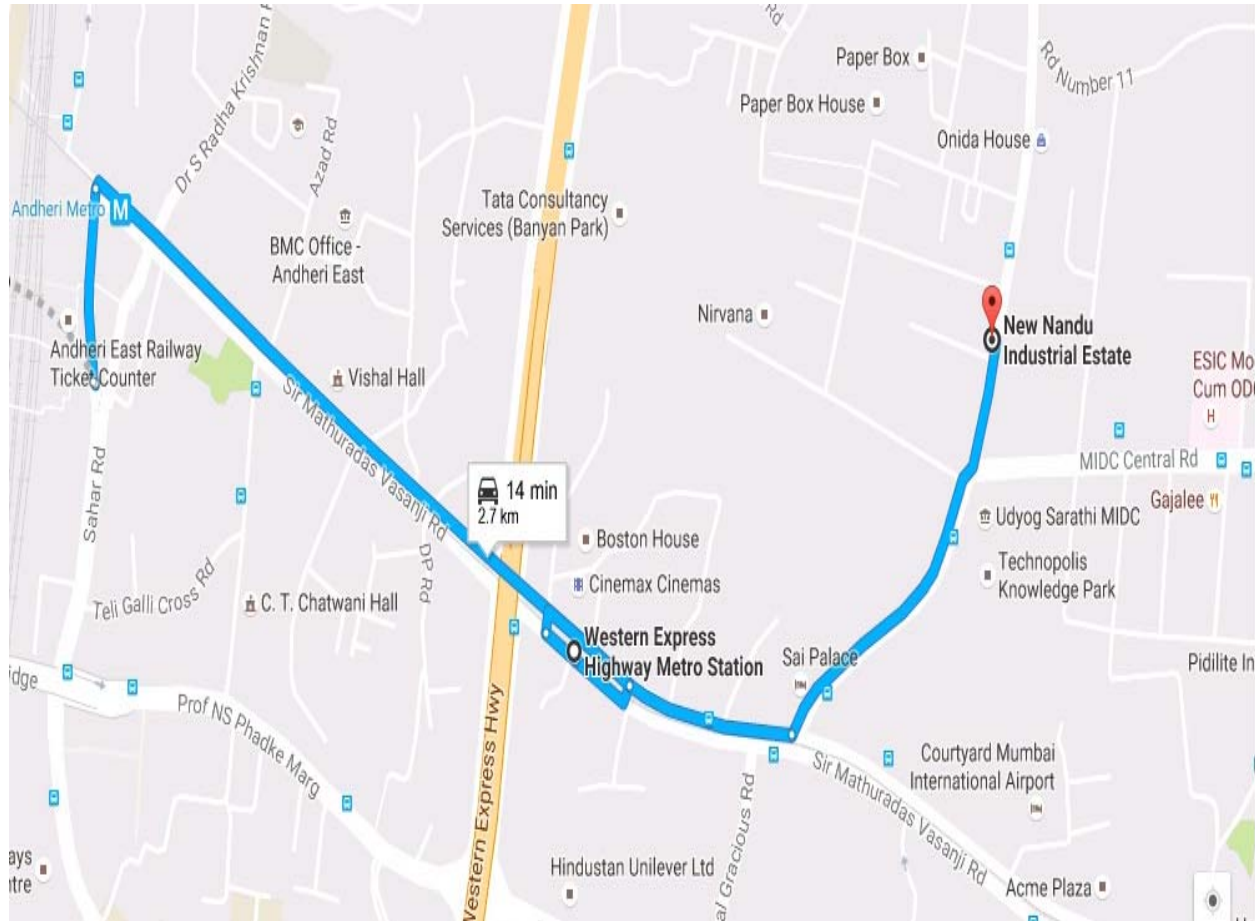 Rd
Rd Number 11
Paper Box
Paper Box House
Onida House
Dr S Radha Krishnan
Azad Rd
Andheri Metro M
Tata Consultancy
Services (Banyan Park)
BMC Office -
Andheri East
Nirvana
New Nandu
Industrial Estate
Andheri East Railway
Ticket Counter
Vishal Hall
ESIC Mo
Cum OD
H
Sir Mathuradas Vasanji Rd
MIDC Central Rd
14 min
2.7 km
Gajalee
Sahar Rd
Udyog Sarathi MIDC
DP Rd
Boston House
Technopolis
Knowledge Park
Cinemax Cinemas
Teli Galli Cross Rd
C. T. Chatwani Hall
Western Express
Highway Metro Station
Sai Palace
Pidilite In
idge
Prof NS Phadke Marg
Western Express Hwy
Courtyard Mumbai
International Airport
Sir Mathuradas Vasanji Rd
al Gracious Rd
Hindustan Unilever Ltd
Acme Plaza
ays
ntre